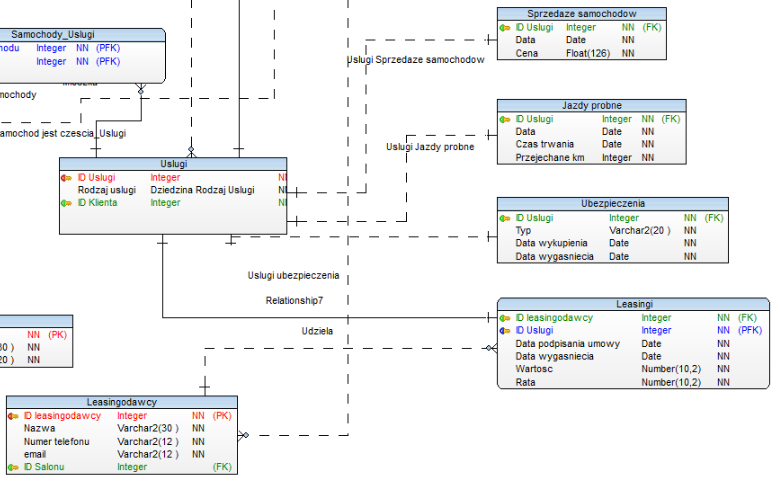 Samochody_Uslugi
hodu Integer NN (PFK)
Integer NN (PFK)
mochody
amochod jest czescia_Uslugi
Uslugi
ID Uslugi Integer
Rodzaj uslugi Dziedzina Rodzaj Uslugi
ID Klienta Integer
Uslugi Sprzedaze samochodow
Sprzedaze samochodow
ID Uslugi Integer NN (FK)
Data Date NN
Cena Float(126) NN
Uslugi Jazdy probne
Jazdy probne
ID Uslugi Integer NN (FK)
Data Date NN
Czas trwania Date NN
Przejechane km Integer NN
Ubezpieczenia
ID Uslugi Integer NN (FK)
Typ Varchar2(20 ) NN
Data wykupienia Date NN
Data wygasniecia Date NN
Uslugi ubezpieczenia
Relationship7
Udziela
Leasingi
ID leasingodawcy Integer NN (FK)
ID Uslugi Integer NN (PFK)
Data podpisania umowy Date NN
Data wygasniecia Date NN
Wartosc Number(10,2) NN
Rata Number(10,2) NN
NN (PK)
30 ) NN
20 ) NN
Leasingodawcy
ID leasingodawcy Integer NN (PK)
Nazwa Varchar2(30 ) NN
Numer telefonu Varchar2(12 ) NN
email Varchar2(12 ) NN
ID Salonu Integer (FK)